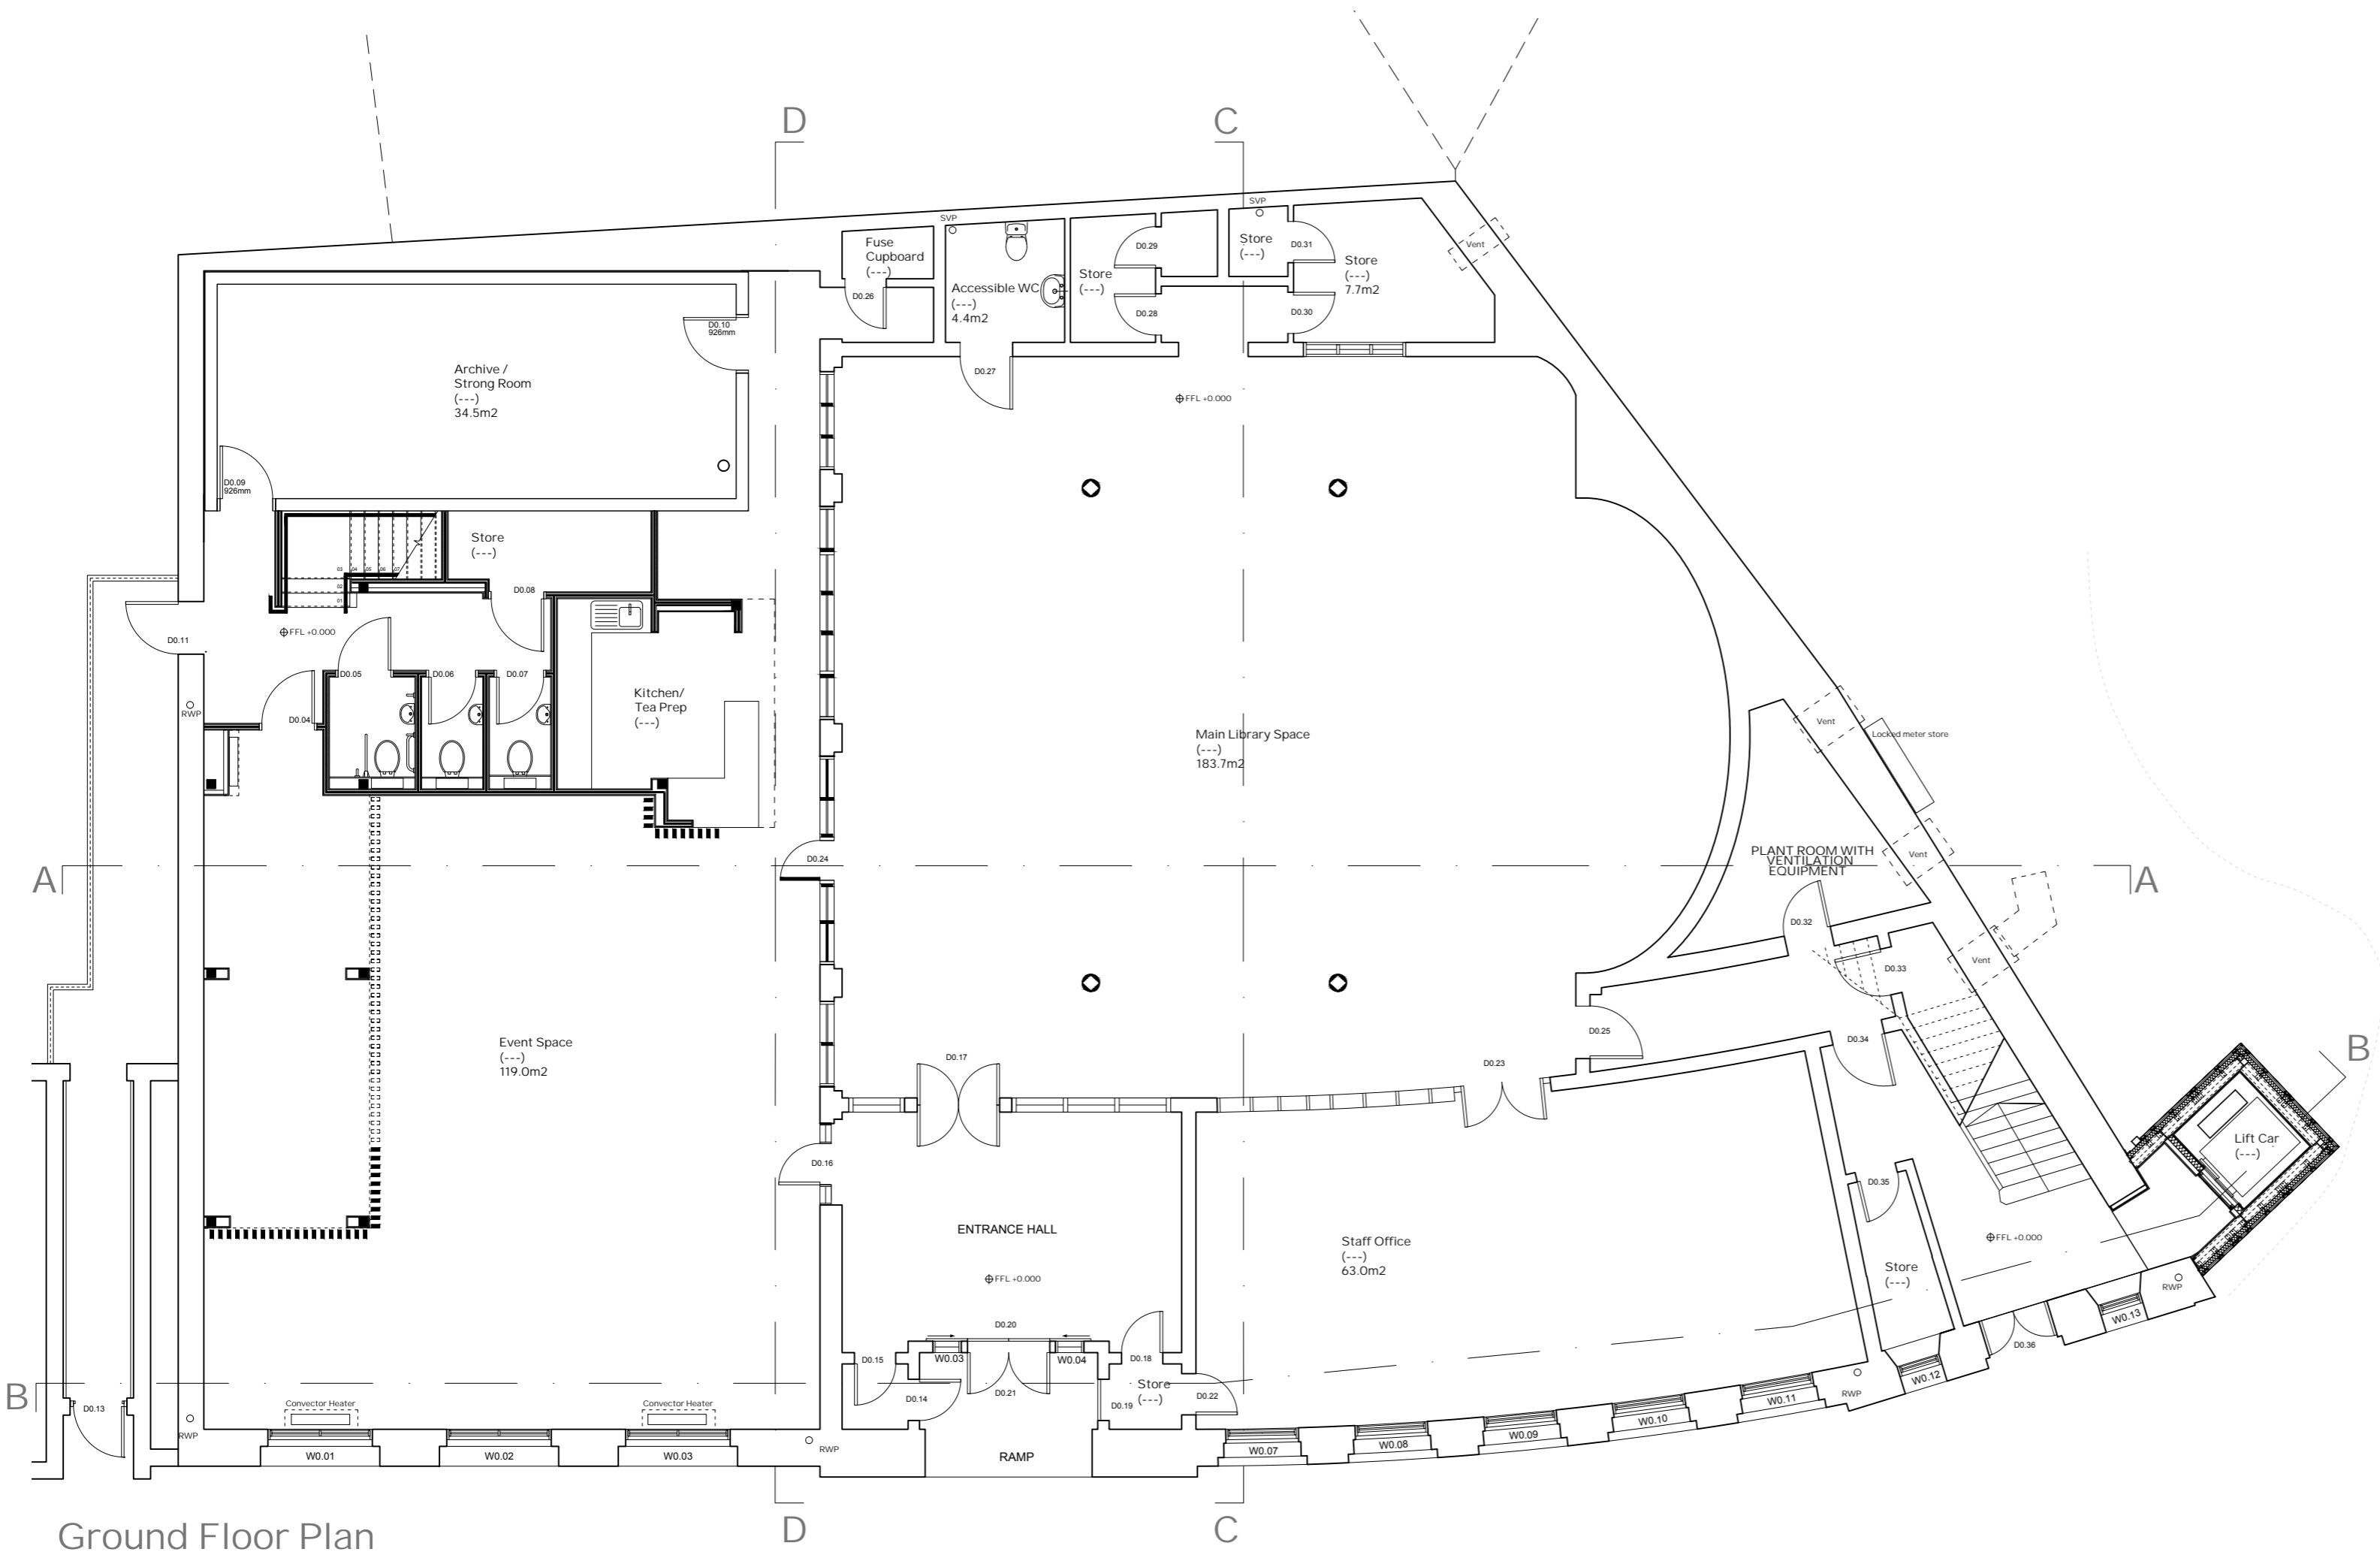 D
C
SVP
SVP
Fuse
Cupboard
(---)
D0.26
Accessible WC
(---)
4.4m2
Store
(---)
D0.29
D0.28
Store
(---)
D0.31
D0.30
Store
(---)
7.7m2
Vent
D0.10
926mm
D0.27
FFL +0.000
Archive /
Strong Room
(---)
34.5m2
D0.09
926mm
Store
(---)
03 04 05 06 07
02
01
D0.08
D0.11
FFL +0.000
D0.05
D0.06
D0.07
RWP
D0.04
Kitchen/
Tea Prep
(---)
Main Library Space
(---)
183.7m2
Vent
Locked meter store
A
D0.24
PLANT ROOM WITH
VENTILATION
EQUIPMENT
Vent
A
D0.32
D0.33
Vent
Event Space
(---)
119.0m2
D0.25
D0.34
D0.17
D0.23
B
Lift Car
(---)
D0.16
D0.35
ENTRANCE HALL
FFL +0.000
Staff Office
(---)
63.0m2
FFL +0.000
Store
(---)
RWP
W0.13
D0.36
D0.20
D0.15
W0.03
W0.04
D0.18
B
D0.13
D0.14
D0.21
D0.19
Store
(---)
D0.22
W0.12
RWP
W0.11
W0.10
W0.09
W0.08
W0.07
Convector Heater
Convector Heater
RWP
RWP
W0.01
W0.02
W0.03
RAMP
D
C
Ground Floor Plan